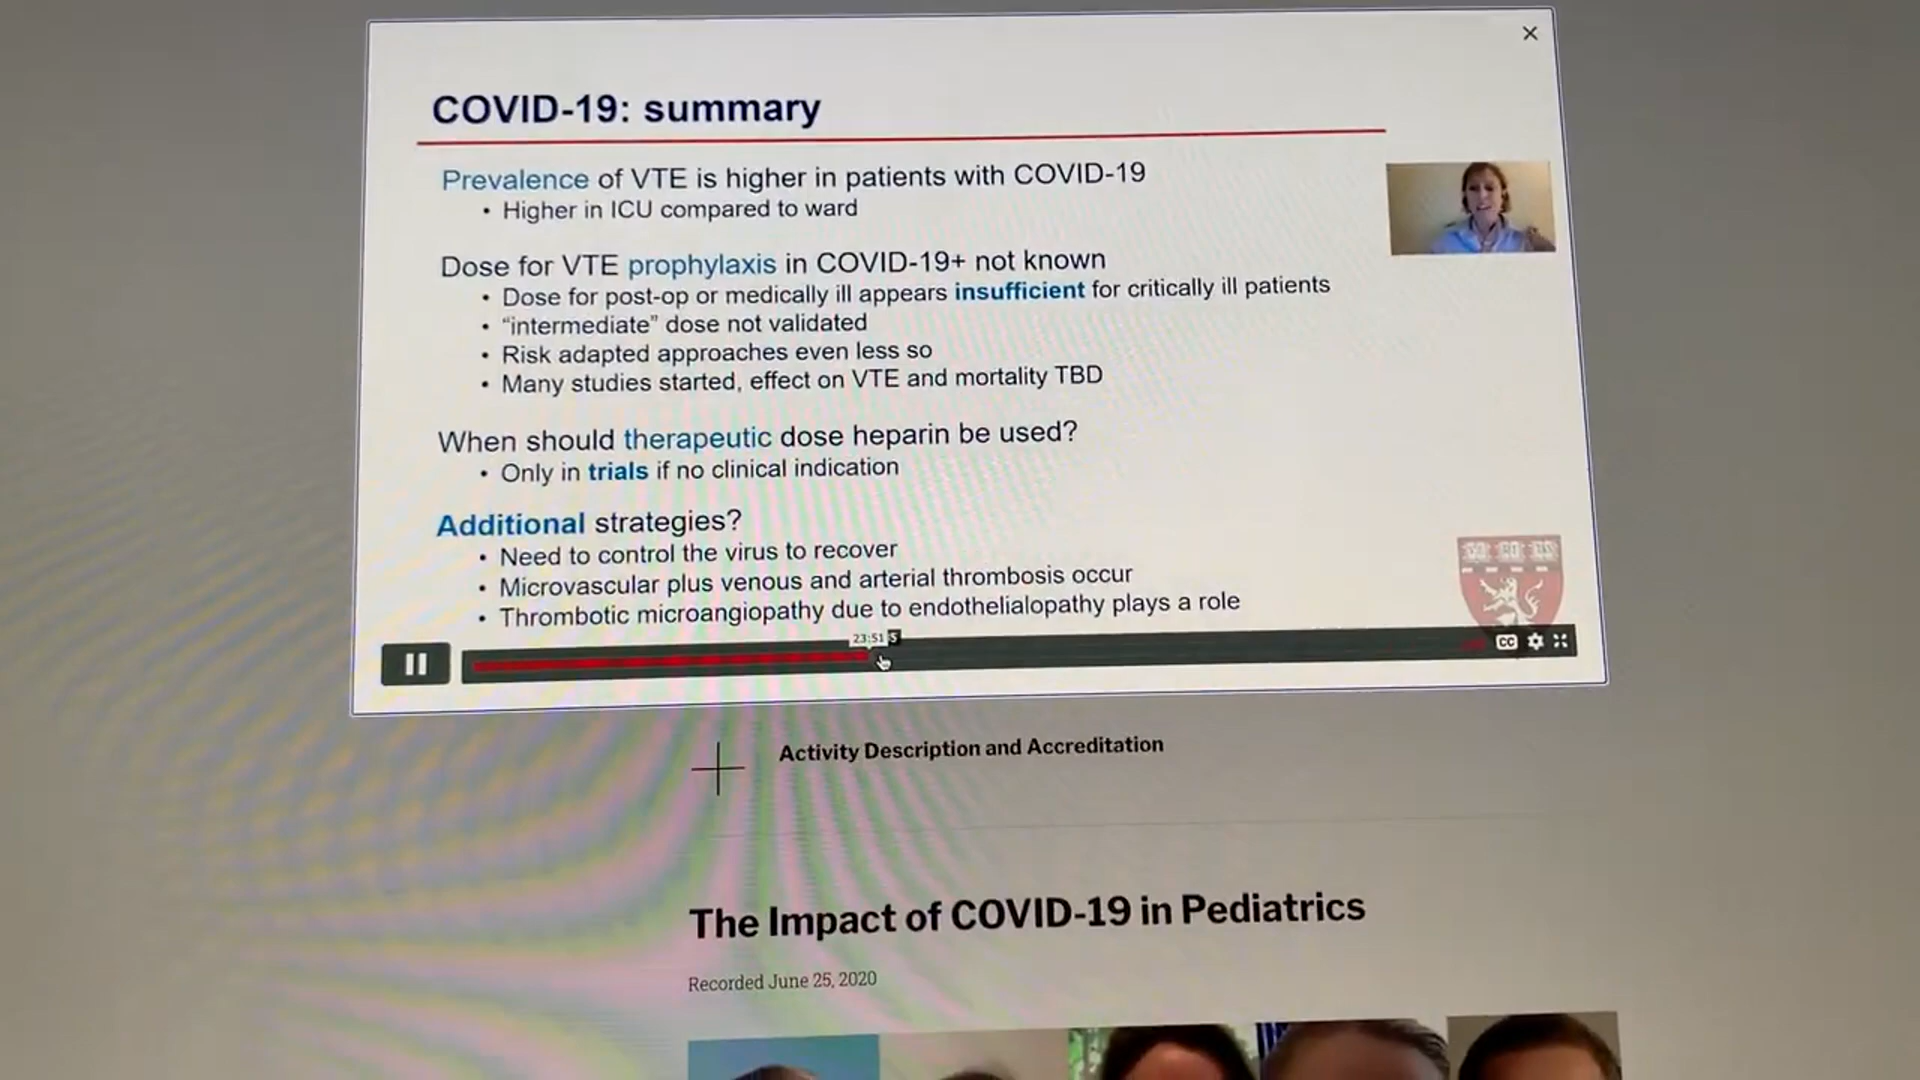 ×
COVID-19: summary
Prevalence of VTE is higher in patients with COVID-19
• Higher in ICU compared to ward
Dose for VTE prophylaxis in COVID-19+ not known
• Dose for post-op or medically ill appears insufficient for critically ill patients
• “intermediate” dose not validated
• Risk adapted approaches even less so
• Many studies started, effect on VTE and mortality TBD
When should therapeutic dose heparin be used?
• Only in trials if no clinical indication
Additional strategies?
• Need to control the virus to recover
• Microvascular plus venous and arterial thrombosis occur
• Thrombotic microangiopathy due to endothelialopathy plays a role
23:51
CC
Activity Description and Accreditation
The Impact of COVID-19 in Pediatrics
Recorded June 25, 2020